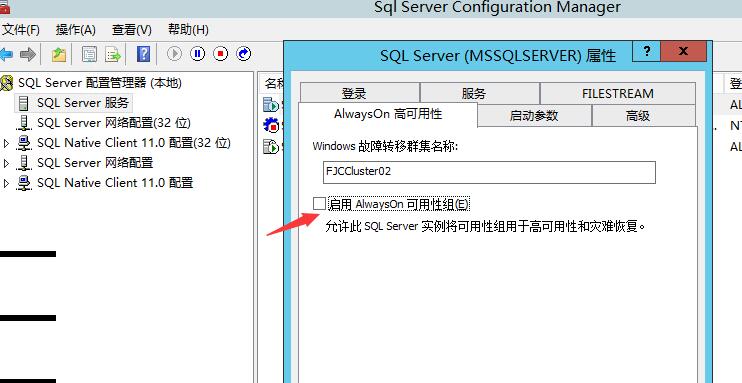 Sql Server Configuration Manager
文件(F) 操作(A) 查看(V) 帮助(H)
SQL Server 配置管理器 (本地)
SQL Server 服务
SQL Server 网络配置(32 位)
SQL Native Client 11.0 配置(32 位)
SQL Server 网络配置
SQL Native Client 11.0 配置
SQL Server (MSSQLSERVER) 属性
登录 服务 FILESTREAM
AlwaysOn 高可用性 启动参数 高级
Windows 故障转移群集名称:
FJCCluster02
启用 AlwaysOn 可用性组(E)
允许此 SQL Server 实例将可用性组用于高可用性和灾难恢复。